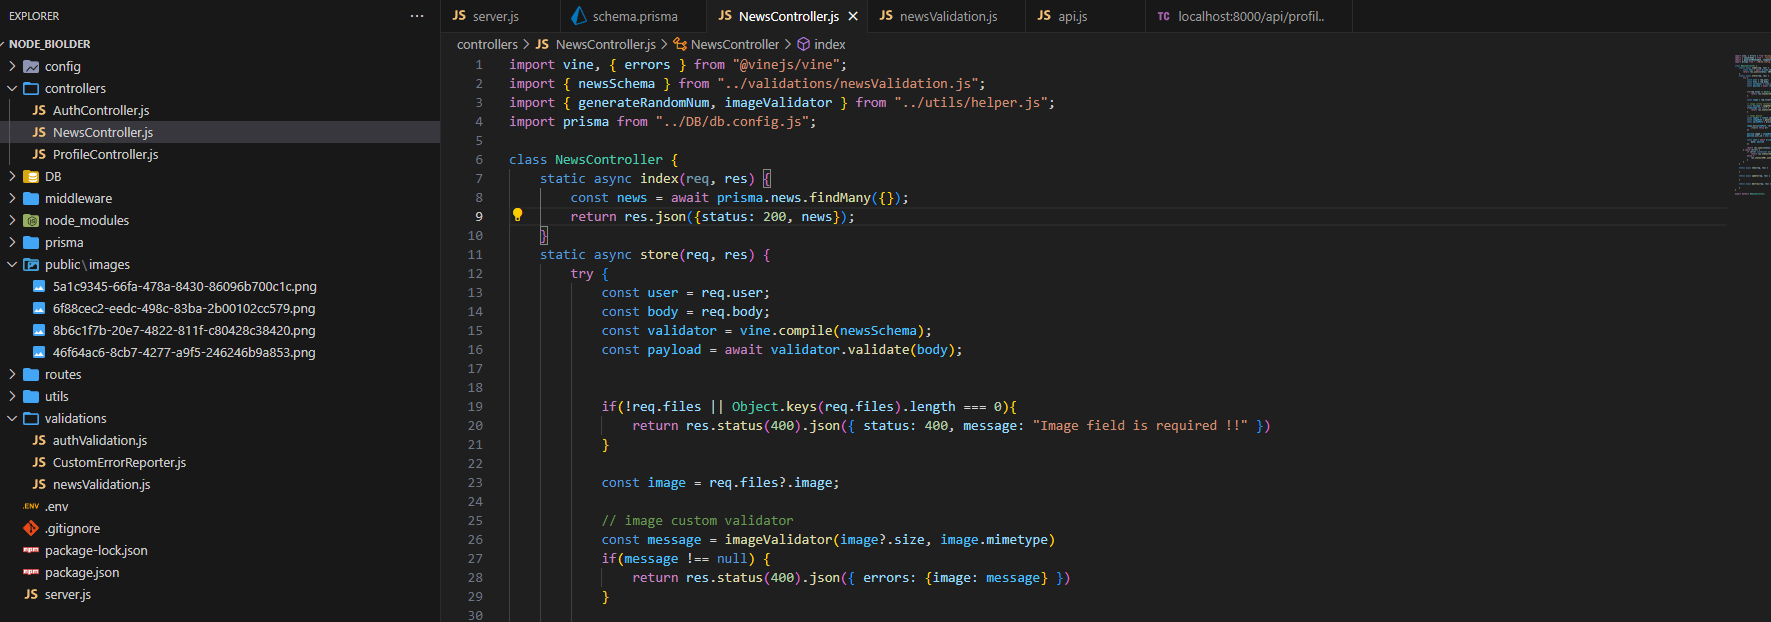 EXPLORER
···
NODE_BIOLDER
config
controllers
JS AuthController.js
JS NewsController.js
JS ProfileController.js
DB
middleware
node_modules
prisma
public\images
5a1c9345-66fa-478a-8430-86096b700c1c.png
6f88cec2-eedc-498c-83ba-2b00102cc579.png
8b6c1f7b-20e7-4822-811f-c80428c38420.png
46f64ac6-8cb7-4277-a9f5-246246b9a853.png
routes
utils
validations
JS authValidation.js
JS CustomErrorReporter.js
JS newsValidation.js
.ENV .env
.gitignore
npm package-lock.json
npm package.json
JS server.js
JS server.js
schema.prisma
JS NewsController.js
JS newsValidation.js
JS api.js
TC localhost:8000/api/profil..
controllers > JS NewsController.js > NewsController > index
1 import vine, { errors } from "@vinejs/vine";
2 import { newsSchema } from "../validations/newsValidation.js";
3 import { generateRandomNum, imageValidator } from "../utils/helper.js";
4 import prisma from "../DB/db.config.js";
5
6 class NewsController {
7 static async index(req, res) {
8 const news = await prisma.news.findMany({});
9 return res.json({status: 200, news});
10 }
11 static async store(req, res) {
12 try {
13 const user = req.user;
14 const body = req.body;
15 const validator = vine.compile(newsSchema);
16 const payload = await validator.validate(body);
17
18
19 if(!req.files || Object.keys(req.files).length === 0){
20 return res.status(400).json({ status: 400, message: "Image field is required !!" })
21 }
22
23 const image = req.files?.image;
24
25 // image custom validator
26 const message = imageValidator(image?.size, image.mimetype)
27 if(message !== null) {
28 return res.status(400).json({ errors: {image: message} })
29 }
30